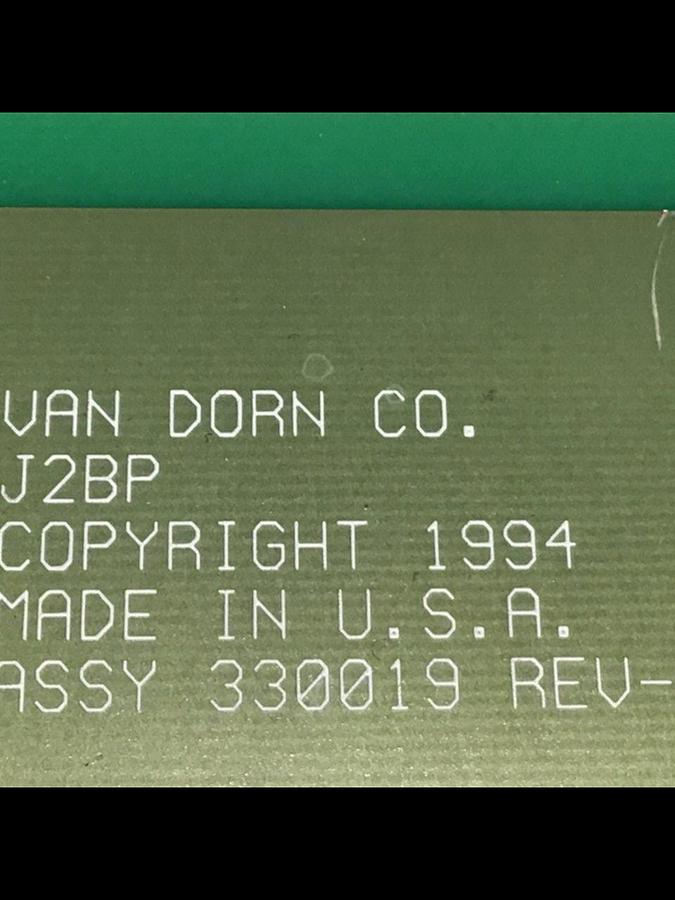 VAN DORN CO.
J2BP
COPYRIGHT 1994
MADE IN U.S.A.
ASSY 330019 REV-